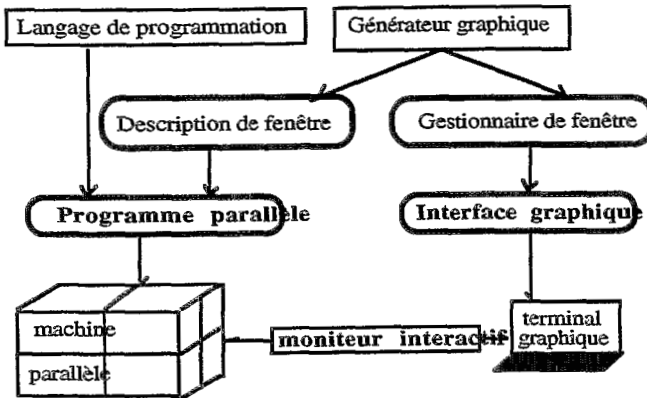 Langage de programmation
Générateur graphique
Description de fenêtre
Gestionnaire de fenêtre
Programme parallèle
Interface graphique
machine
parallèle
moniteur interactif
terminal
graphique